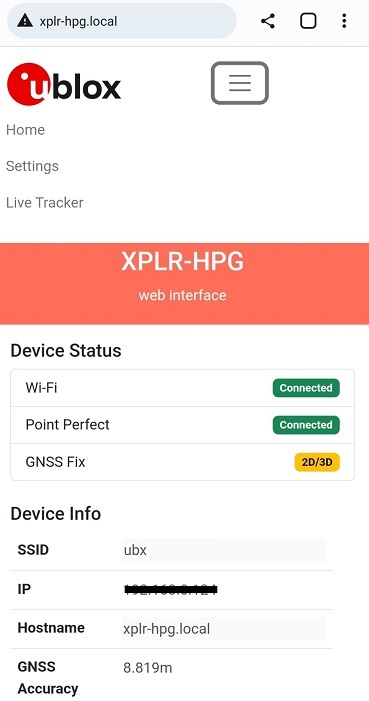 xplr-hpg.local
ublox
Home
Settings
Live Tracker
XPLR-HPG
web interface
Device Status
Wi-Fi Connected
Point Perfect Connected
GNSS Fix 2D/3D
Device Info
SSID ubx
IP
Hostname xplr-hpg.local
GNSS 8.819m
Accuracy